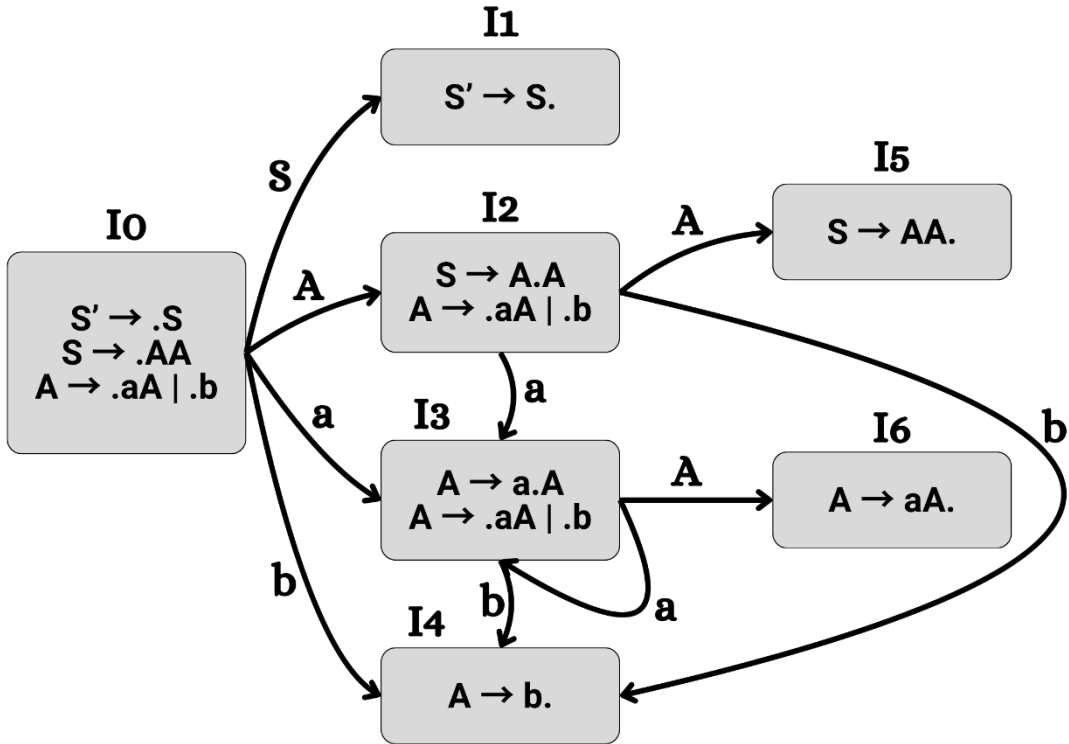 I1
S’ → S.
S
I5
S → AA.
I0
S’ → .S
S → .AA
A → .aA | .b
A
I2
S → A.A
A → .aA | .b
A
a
a
b
I3
A → a.A
A → .aA | .b
A
I6
A → aA.
b
b
a
I4
A → b.